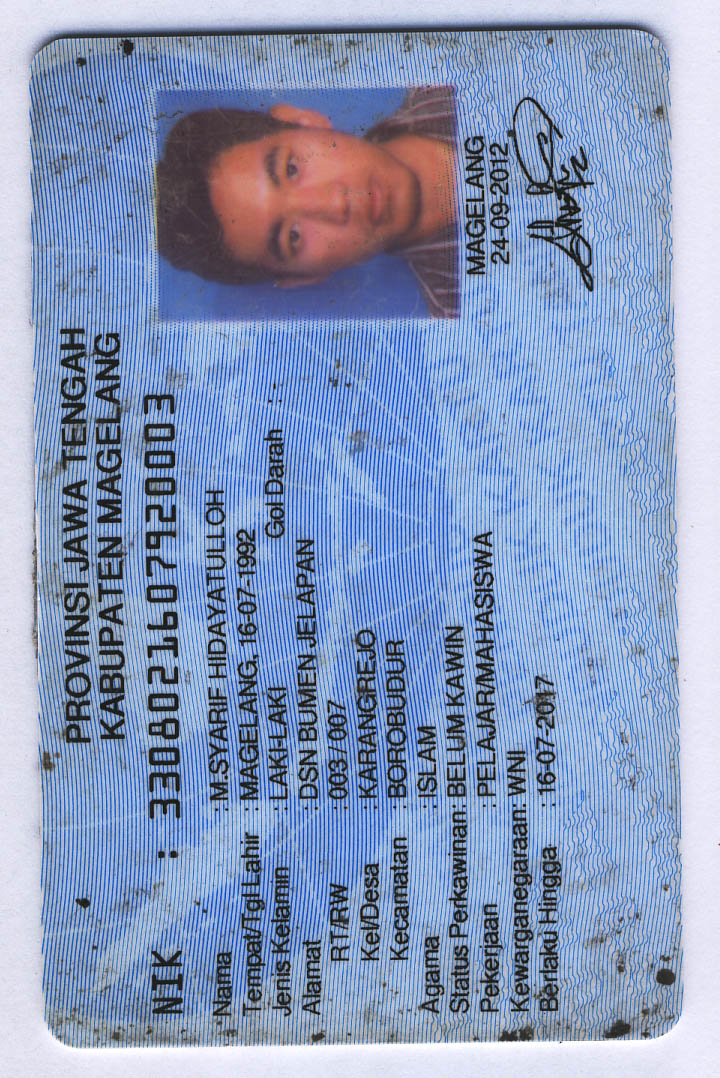 PROVINSI JAWA TENGAH
KABUPATEN MAGELANG
NIK : 3308021607920003
Nama : M.SYARIF HIDAYATULLOH
Tempat/Tgl Lahir : MAGELANG, 16-07-1992
Jenis Kelamin : LAKI-LAKI Gol Darah : -
Alamat : DSN BUMEN JELAPAN
RT/RW : 003 / 007
Kel/Desa : KARANGREJO
Kecamatan : BOROBUDUR
Agama : ISLAM
Status Perkawinan: BELUM KAWIN
Pekerjaan : PELAJAR/MAHASISWA
Kewarganegaraan: WNI
Berlaku Hingga : 16-07-2017
MAGELANG
24-09-2012